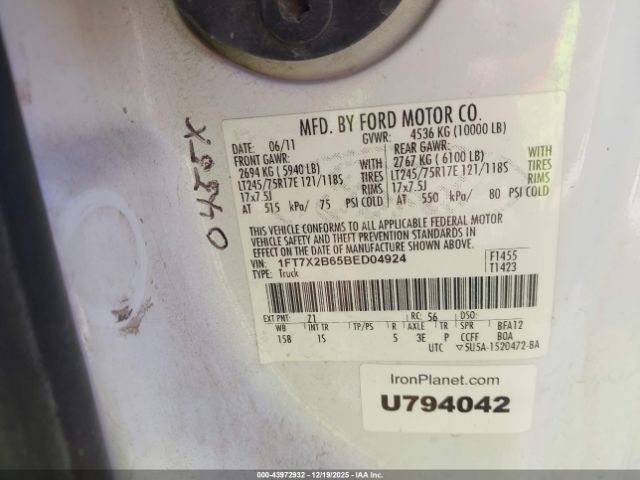 0455X
MFD. BY FORD MOTOR CO.
DATE: 06/11 GVWR: 4536 KG (10000 LB)
FRONT GAWR: REAR GAWR: WITH
2694 KG ( 5940 LB) WITH 2767 KG ( 6100 LB) TIRES
LT245/75R17E 121/118S TIRES LT245/75R17E 121/118S RIMS
17x7.5J RIMS 17x7.5J
AT 515 kPa/ 75 PSI COLD AT 550 kPa/ 80 PSI COLD
THIS VEHICLE CONFORMS TO ALL APPLICABLE FEDERAL MOTOR
VEHICLE SAFETY AND THEFT PREVENTION STANDARDS IN
EFFECT ON THE DATE OF MANUFACTURE SHOWN ABOVE.
VIN: 1FT7X2B65BED04924 F1455
TYPE: Truck T1423
EXT PNT: Z1 RC: 56 DSO:
WB INT TR TP/PS R AXLE TR SPR BFA12
158 1S 5 3E P CCFF BOA
UTC ▽5U5A-1520472-BA
IronPlanet.com
U794042
000-43972932 - 12/19/2025 - IAAI.COM